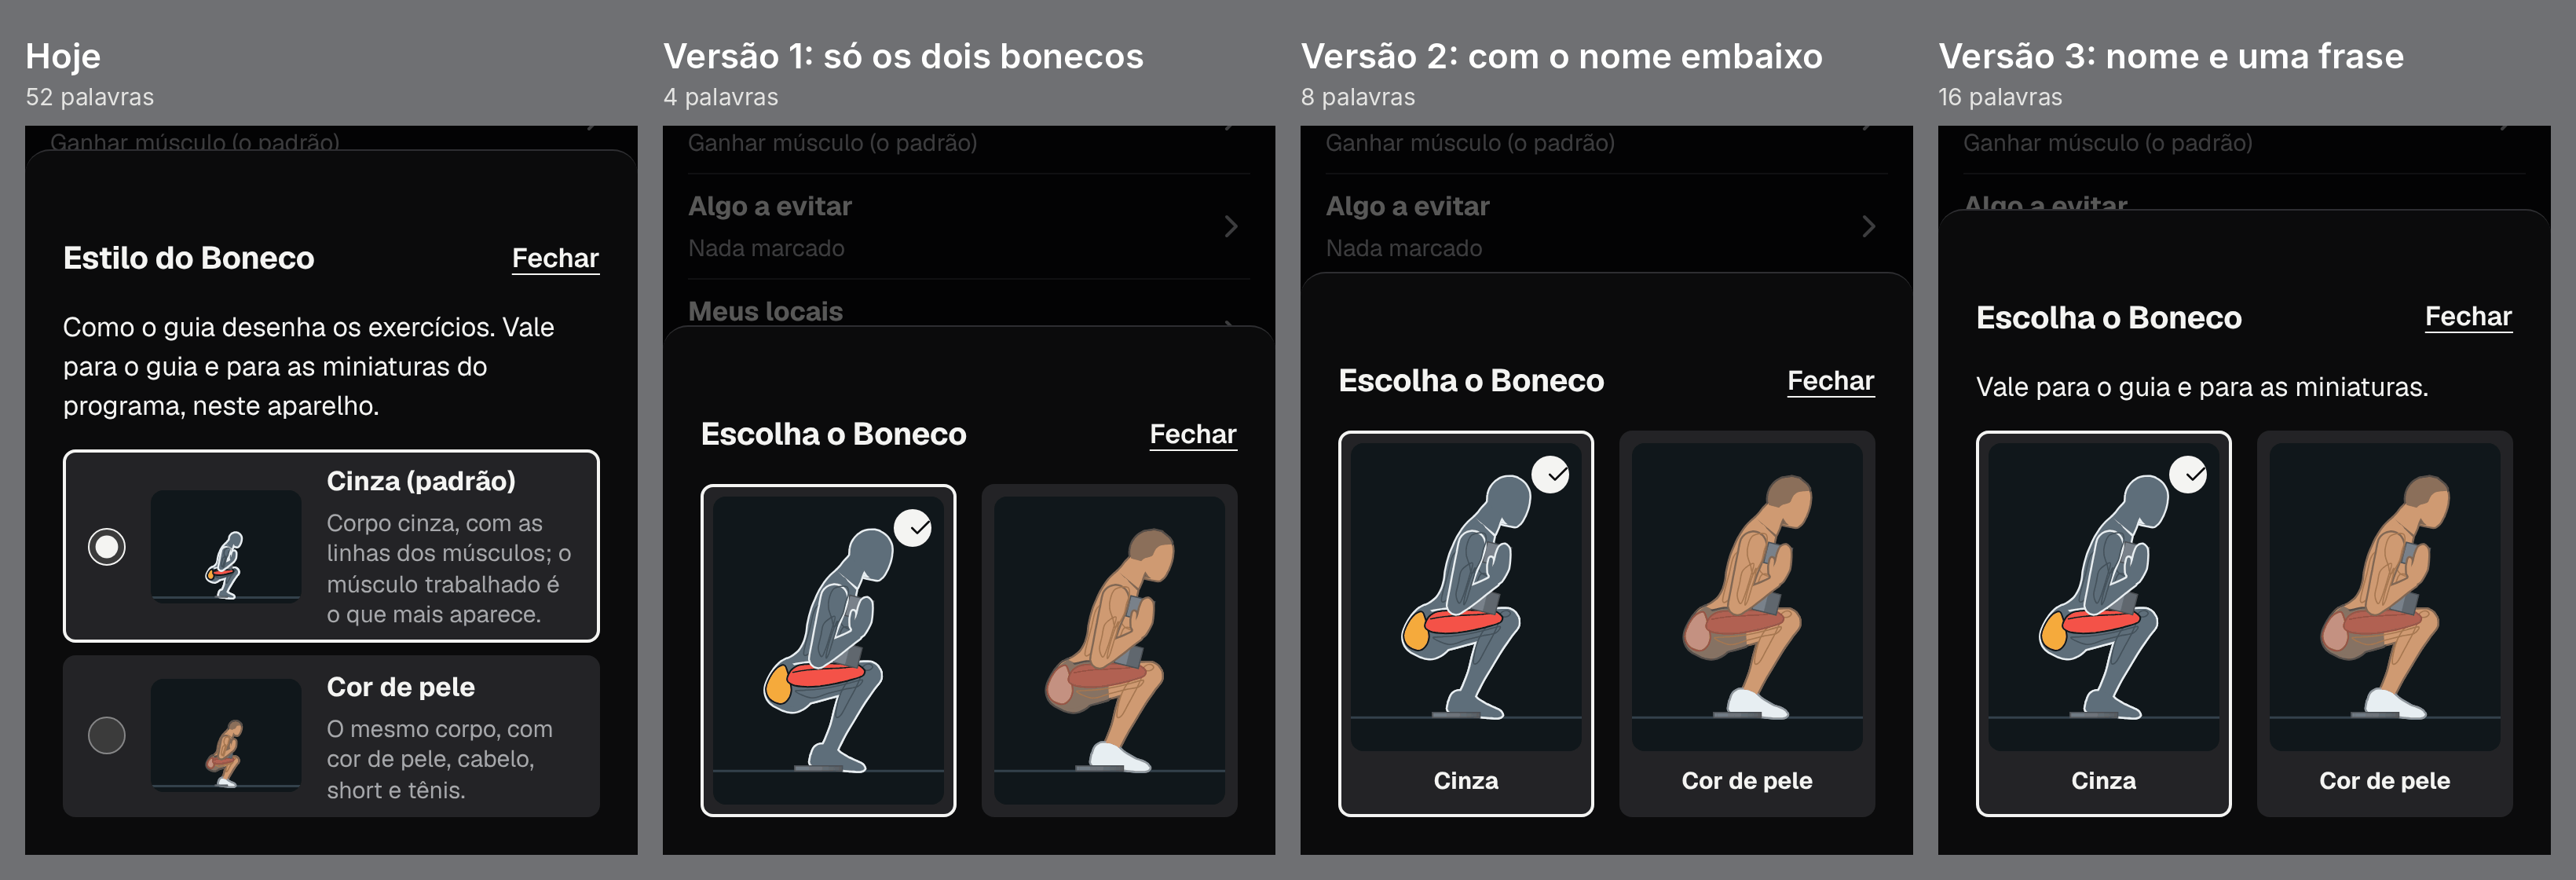 Hoje
52 palavras
Ganhar músculo (o padrão)
Estilo do Boneco
Fechar
Como o guia desenha os exercícios. Vale
para o guia e para as miniaturas do
programa, neste aparelho.
Cinza (padrão)
Corpo cinza, com as
linhas dos músculos; o
músculo trabalhado é
o que mais aparece.
Cor de pele
O mesmo corpo, com
cor de pele, cabelo,
short e tênis.
Versão 1: só os dois bonecos
4 palavras
Ganhar músculo (o padrão)
Algo a evitar
Nada marcado
Meus locais
Escolha o Boneco
Fechar
Versão 2: com o nome embaixo
8 palavras
Ganhar músculo (o padrão)
Algo a evitar
Nada marcado
Escolha o Boneco
Fechar
Cinza
Cor de pele
Versão 3: nome e uma frase
16 palavras
Ganhar músculo (o padrão)
Algo a evitar
Escolha o Boneco
Fechar
Vale para o guia e para as miniaturas.
Cinza
Cor de pele